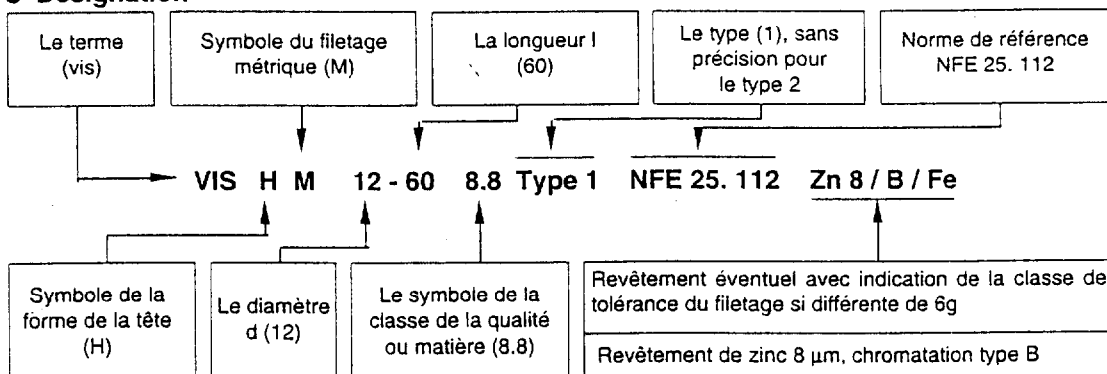 Le terme
(vis)
Symbole du filetage
métrique (M)
La longueur l
(60)
Le type (1), sans
précision pour
le type 2
Norme de référence
NFE 25. 112
VIS H M 12 - 60 8.8 Type 1 NFE 25. 112 Zn 8 / B / Fe
Symbole de la
forme de la tête
(H)
Le diamètre
d (12)
Le symbole de la
classe de la qualité
ou matière (8.8)
Revêtement éventuel avec indication de la classe de
tolérance du filetage si différente de 6g
Revêtement de zinc 8 µm, chromatation type B